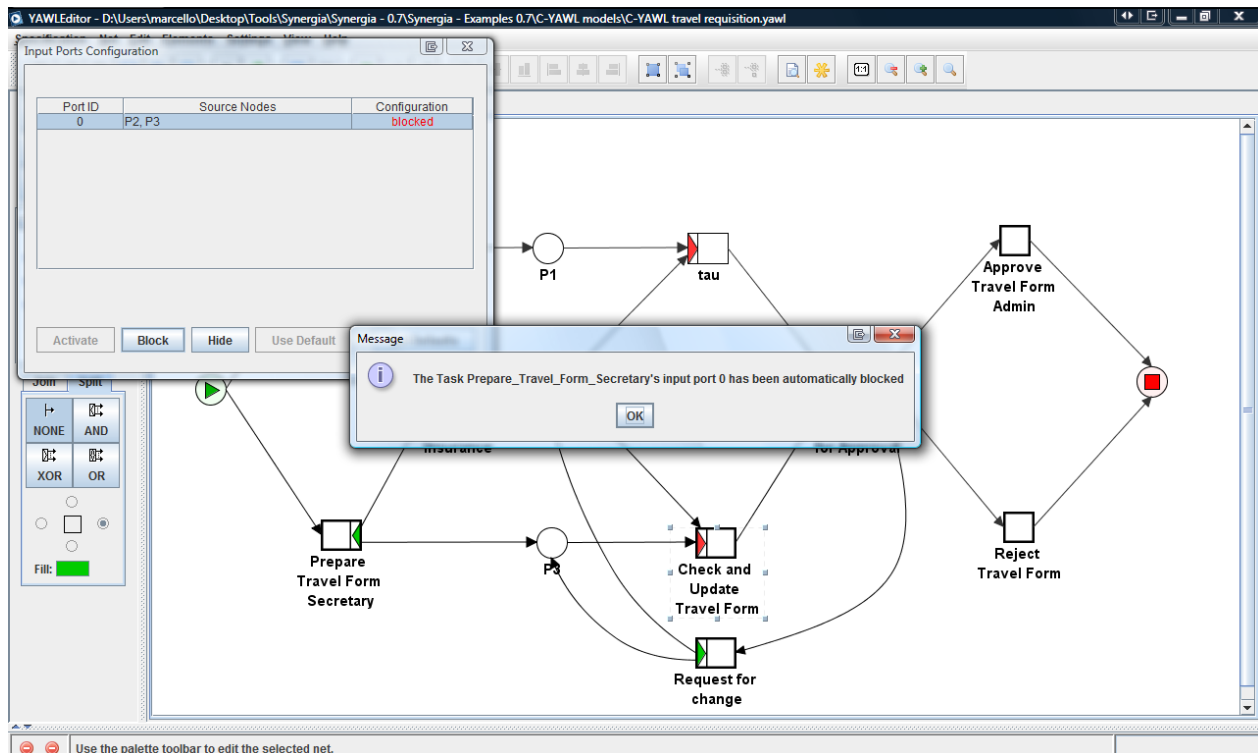 YAWLEditor - D:\Users\marcello\Desktop\Tools\Synergia\Synergia - 0.7\Synergia - Examples 0.7\C-YAWL models\C-YAWL travel requisition.yawl
Input Ports Configuration
Port ID Source Nodes Configuration
0 P2, P3 blocked
Activate Block Hide Use Default
1:1
P1
tau
Approve
Travel Form
Admin
Message
The Task Prepare_Travel_Form_Secretary's input port 0 has been automatically blocked
OK
Join Split
NONE AND
XOR OR
Fill:
Insurance
for Approval
Prepare
Travel Form
Secretary
P3
Check and
Update
Travel Form
Reject
Travel Form
Request for
change
Use the palette toolbar to edit the selected net.